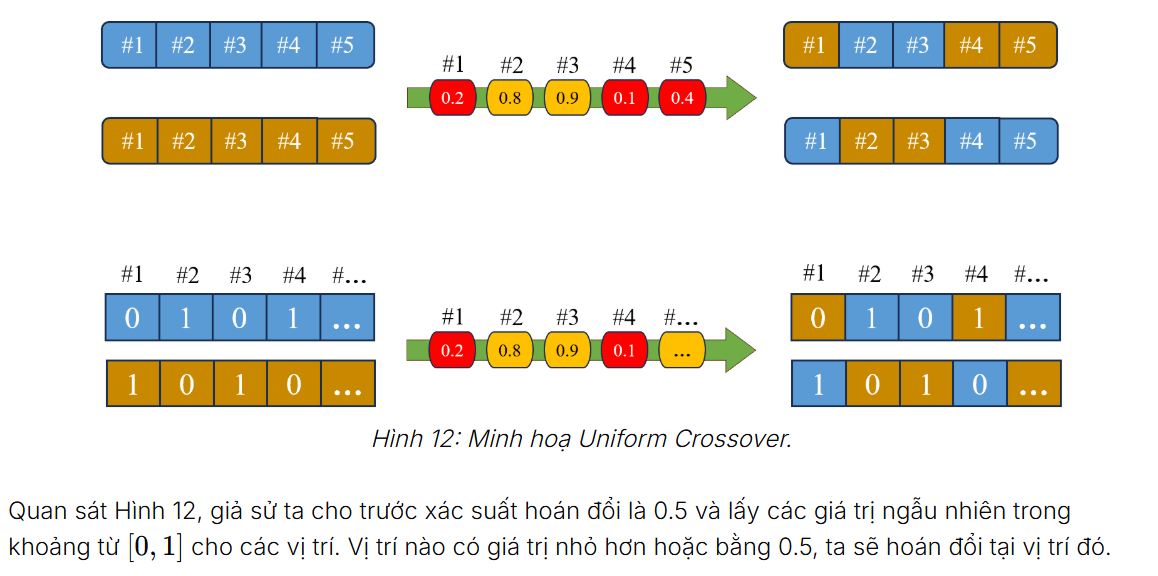 #1 #2 #3 #4 #5
#1 #2 #3 #4 #5
#1 #2 #3 #4 #5
0.2 0.8 0.9 0.1 0.4
#1 #2 #3 #4 #5
#1 #2 #3 #4 #5
#1 #2 #3 #4 #...
0 1 0 1 ...
1 0 1 0 ...
#1 #2 #3 #4 #...
0.2 0.8 0.9 0.1 ...
#1 #2 #3 #4 #...
0 1 0 1 ...
1 0 1 0 ...
Hình 12: Minh hoạ Uniform Crossover.
Quan sát Hình 12, giả sử ta cho trước xác suất hoán đổi là 0.5 và lấy các giá trị ngẫu nhiên trong
khoảng từ [0, 1] cho các vị trí. Vị trí nào có giá trị nhỏ hơn hoặc bằng 0.5, ta sẽ hoán đổi tại vị trí đó.